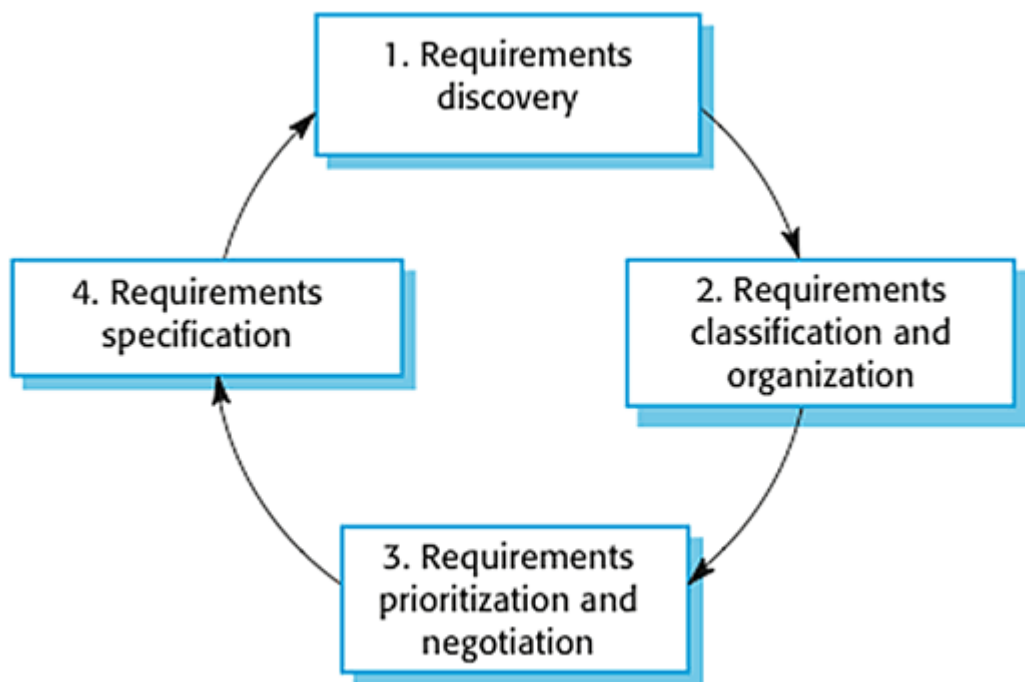 1. Requirements
discovery
2. Requirements
classification and
organization
3. Requirements
prioritization and
negotiation
4. Requirements
specification